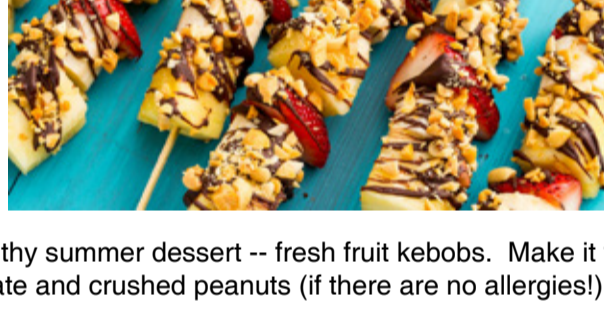 thy summer dessert -- fresh fruit kebobs.  Make it
ate and crushed peanuts (if there are no allergies!)